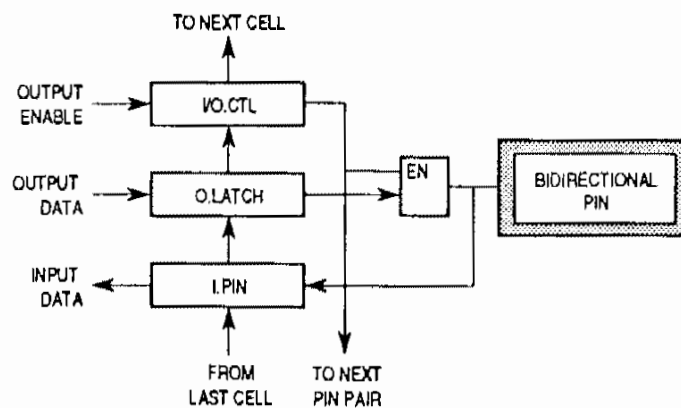 TO NEXT CELL
OUTPUT
ENABLE
I/O.CTL
OUTPUT
DATA
O.LATCH
EN
BIDIRECTIONAL
PIN
INPUT
DATA
I.PIN
FROM
LAST CELL
TO NEXT
PIN PAIR